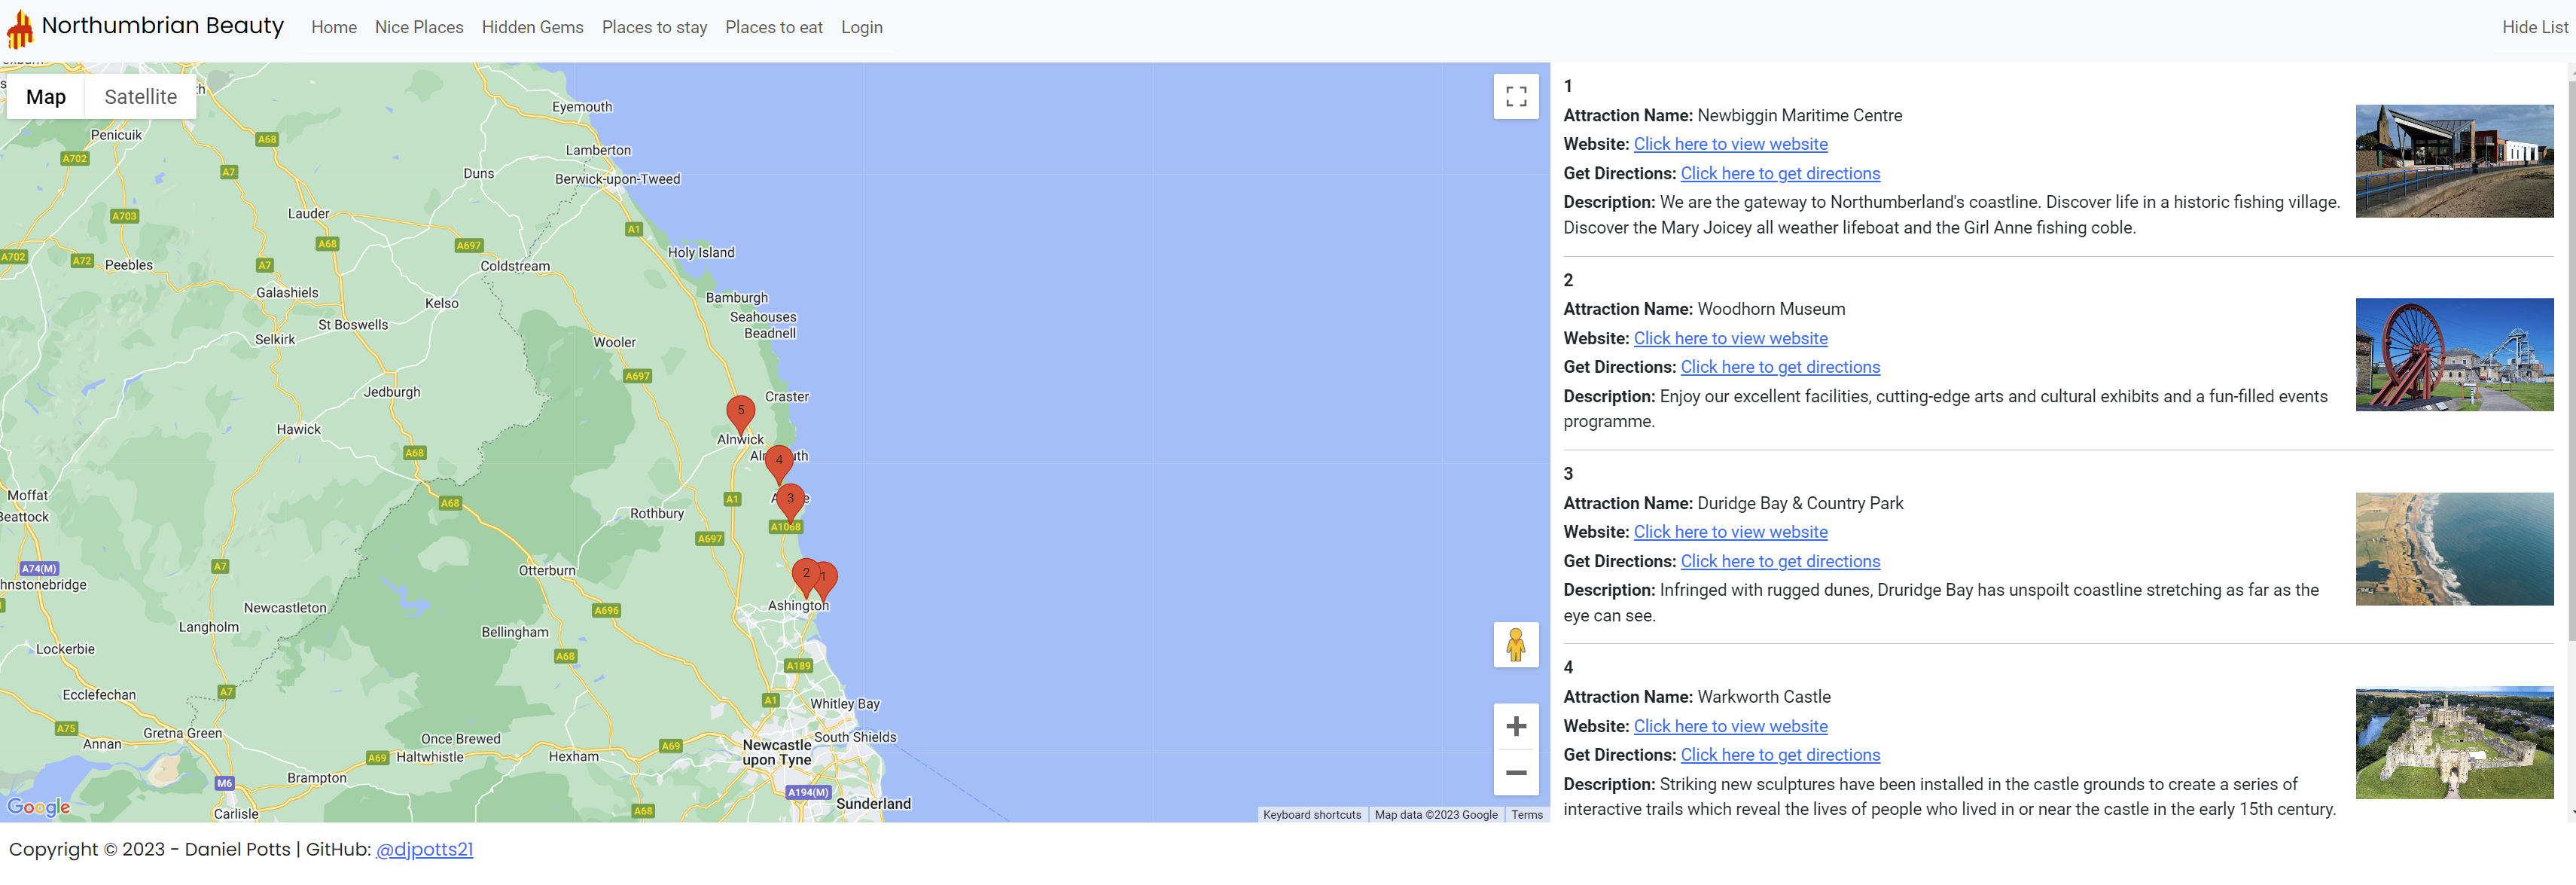 Northumbrian Beauty
Home Nice Places Hidden Gems Places to stay Places to eat Login
Hide List
Map Satellite
Eyemouth
Penicuik
A68
A702
A7
Lamberton
Duns
Berwick-upon-Tweed
A703
Lauder
A68
A697
A1
A702
A72
Peebles
A7
Coldstream
Holy Island
Galashiels
Kelso
Bamburgh
Seahouses
Beadnell
St Boswells
Selkirk
Wooler
A697
Jedburgh
Craster
5
Hawick
Alnwick
A68
4
Moffat
A68
A1
3
Beattock
Rothbury
A1068
A697
A74(M)
A7
Otterburn
2 1
hnstonebridge
Newcastleton
A696
Ashington
Langholm
Bellingham
Lockerbie
A68
A189
Ecclefechan
A7
A1
Whitley Bay
A75
Gretna Green
Annan
Once Brewed
A69
Haltwhistle
Hexham
A69
Newcastle
upon Tyne
South Shields
Brampton
M6
A194(M)
Sunderland
Google
Carlisle
A68
Keyboard shortcuts Map data ©2023 Google Terms
1
Attraction Name: Newbiggin Maritime Centre
Website: Click here to view website
Get Directions: Click here to get directions
Description: We are the gateway to Northumberland's coastline. Discover life in a historic fishing village.
Discover the Mary Joicey all weather lifeboat and the Girl Anne fishing coble.
2
Attraction Name: Woodhorn Museum
Website: Click here to view website
Get Directions: Click here to get directions
Description: Enjoy our excellent facilities, cutting-edge arts and cultural exhibits and a fun-filled events
programme.
3
Attraction Name: Duridge Bay & Country Park
Website: Click here to view website
Get Directions: Click here to get directions
Description: Infringed with rugged dunes, Druridge Bay has unspoilt coastline stretching as far as the
eye can see.
4
Attraction Name: Warkworth Castle
Website: Click here to view website
Get Directions: Click here to get directions
Description: Striking new sculptures have been installed in the castle grounds to create a series of
interactive trails which reveal the lives of people who lived in or near the castle in the early 15th century.
Copyright © 2023 - Daniel Potts | GitHub: @djpotts21